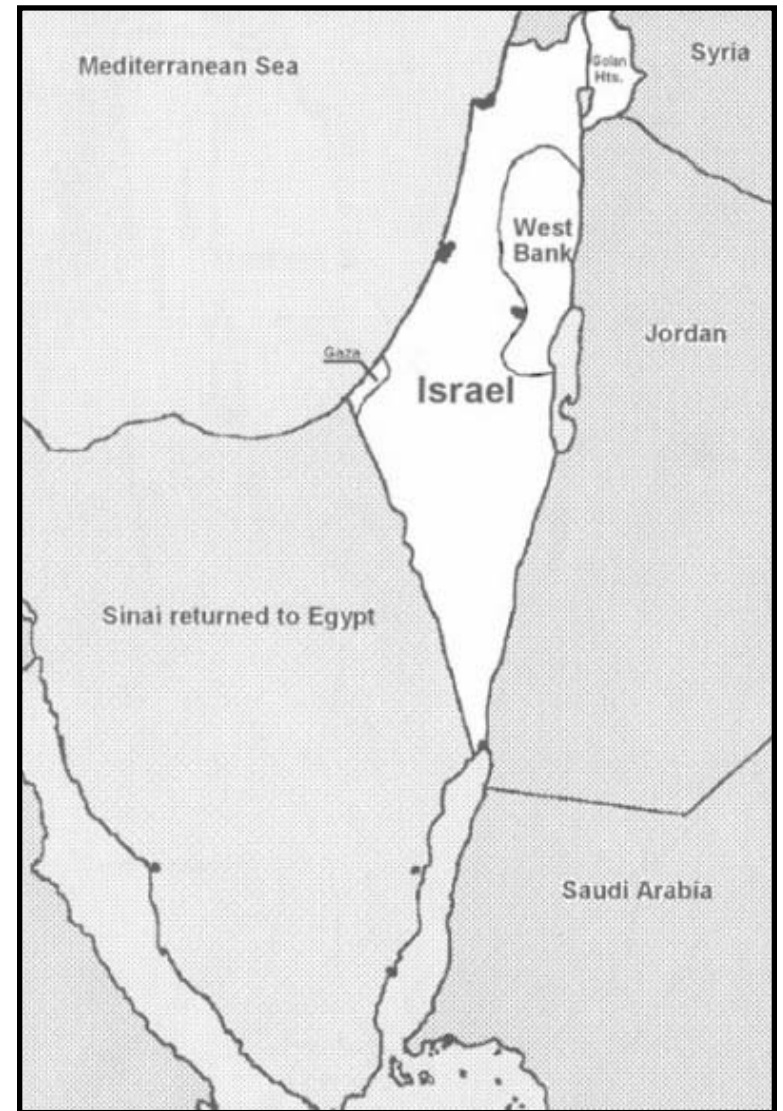 Mediterranean Sea
Syria
Golan
Hts.
West
Bank
Jordan
Gaza
Israel
Sinai returned to Egypt
Saudi Arabia